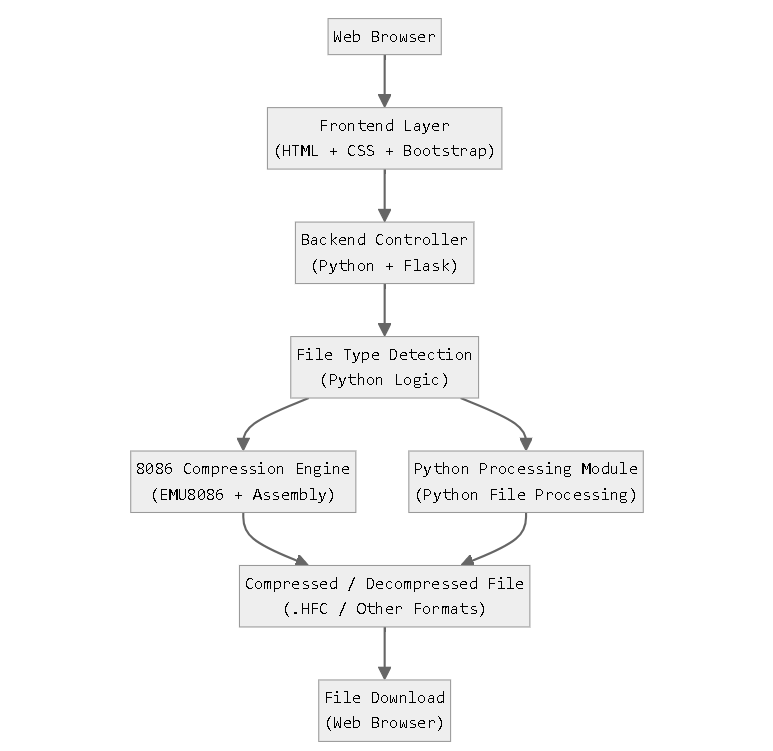 Web Browser
Frontend Layer
(HTML + CSS + Bootstrap)
Backend Controller
(Python + Flask)
File Type Detection
(Python Logic)
8086 Compression Engine
(EMU8086 + Assembly)
Python Processing Module
(Python File Processing)
Compressed / Decompressed File
(.HFC / Other Formats)
File Download
(Web Browser)